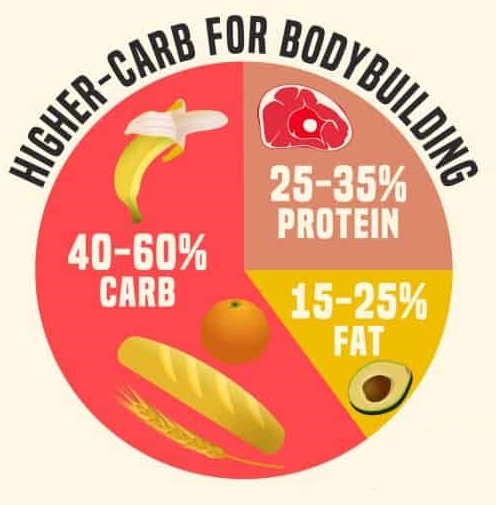 HIGHER-CARB FOR BODYBUILDING
25-35%
PROTEIN
40-60%
CARB
15-25%
FAT